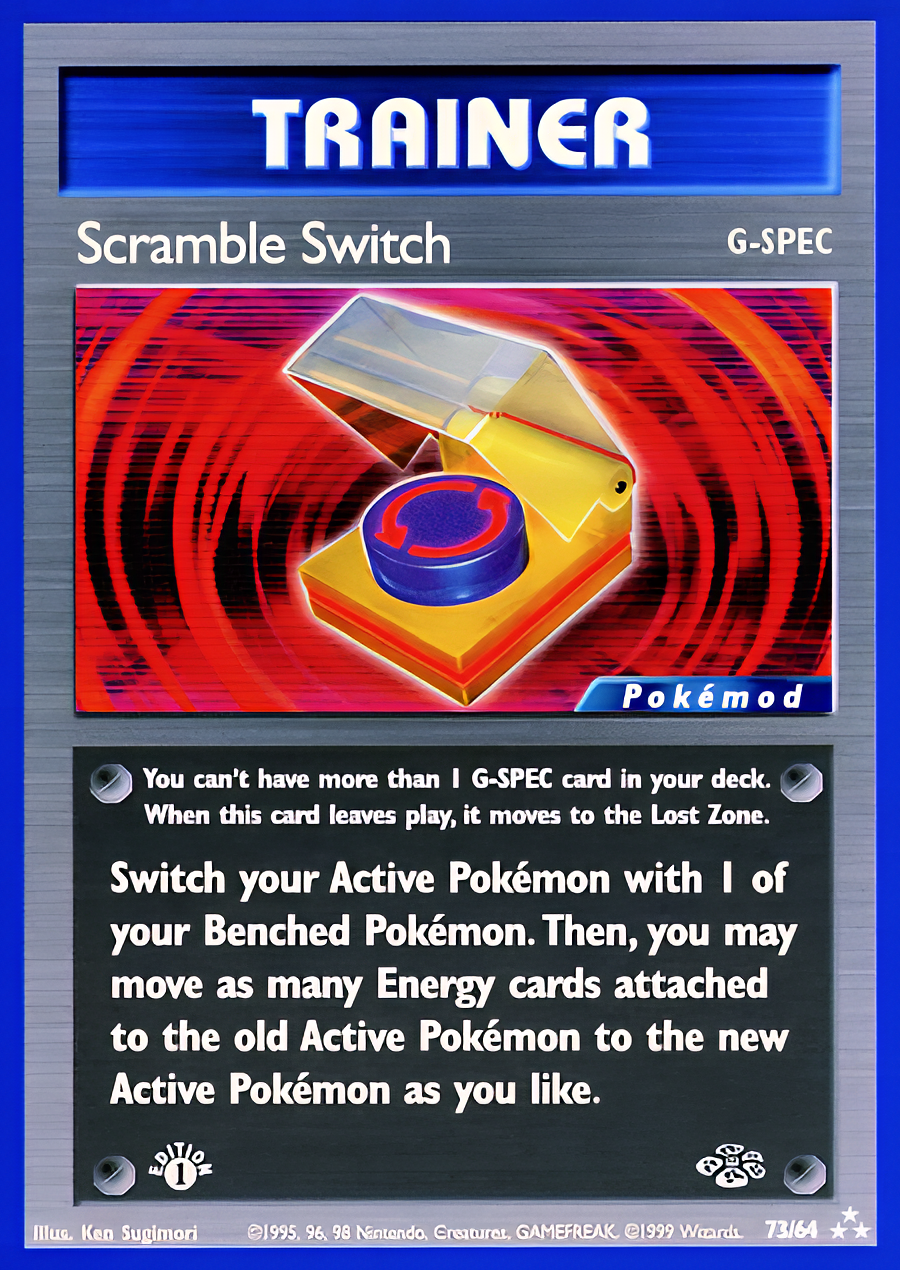 TRAINER
Scramble Switch
G-SPEC
Pokémod
You can't have more than 1 G-SPEC card in your deck.
When this card leaves play, it moves to the Lost Zone.
Switch your Active Pokémon with 1 of
your Benched Pokémon. Then, you may
move as many Energy cards attached
to the old Active Pokémon to the new
Active Pokémon as you like.
EDITION
1
Illus. Ken Sugimori
©1995, 96, 98 Nintendo, Creatures, GAMEFREAK. ©1999 Wizards.
73/64